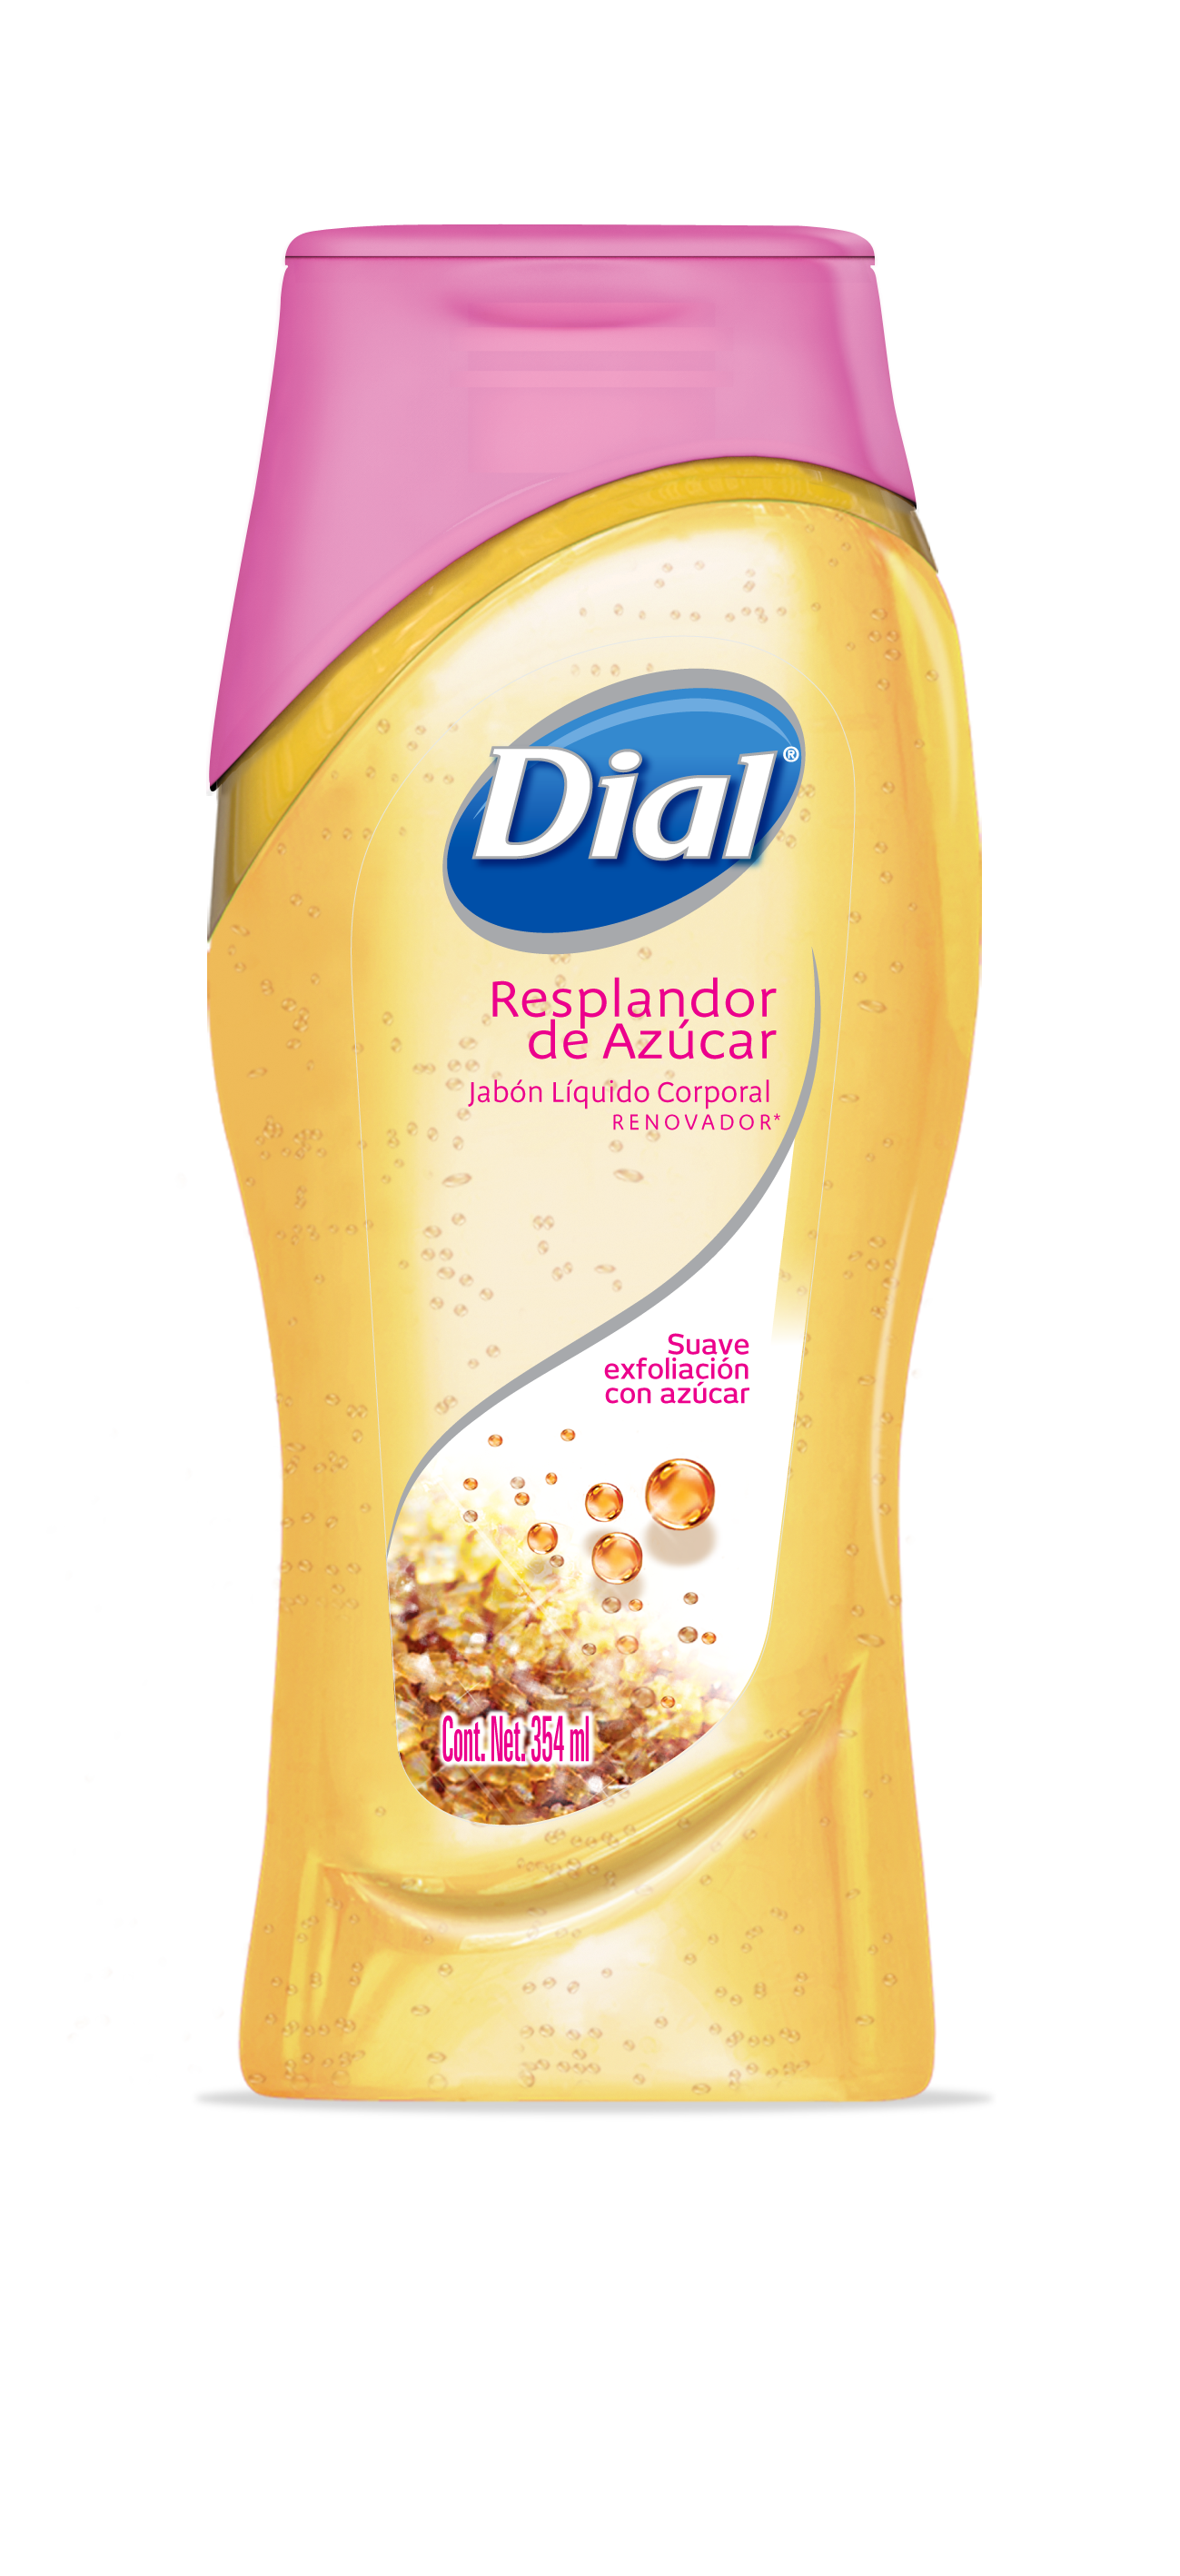 Dial®
Resplandor
de Azúcar
Jabón Líquido Corporal
RENOVADOR*
Suave
exfoliación
con azúcar
Cont. Net. 354 ml